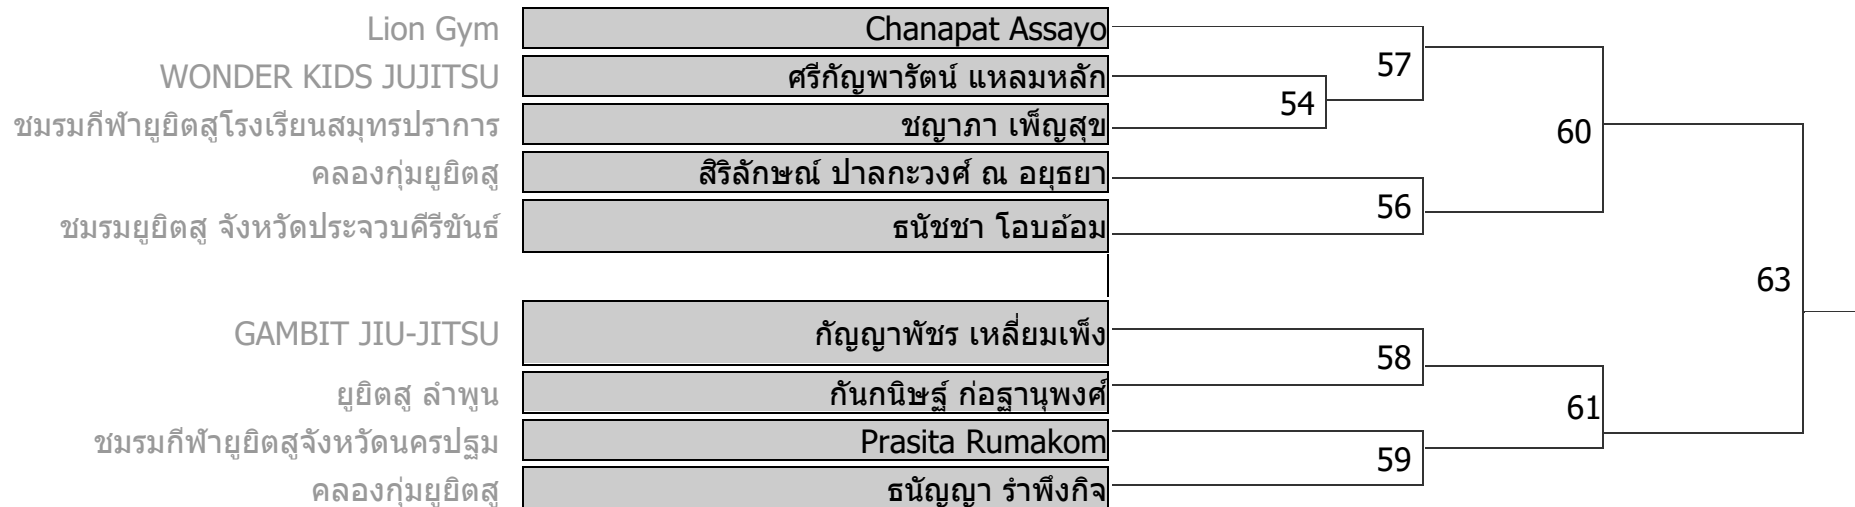 Lion Gym Chanapat Assayo
57
WONDER KIDS JUJITSU ศรีกัญพารัตน์ แหลมหลัก
54
ชมรมกีฬายูยิตสูโรงเรียนสมุทรปราการ ชญาภา เพ็ญสุข
60
คลองกุ่มยูยิตสู สิริลักษณ์ ปาลกะวงศ์ ณ อยุธยา
56
ชมรมยูยิตสู จังหวัดประจวบคีรีขันธ์ ธนัชชา โอบอ้อม
63
GAMBIT JIU-JITSU กัญญาพัชร เหลี่ยมเพ็ง
58
ยูยิตสู ลำพูน กันกนิษฐ์ ก่อฐานุพงศ์
61
ชมรมกีฬายูยิตสูจังหวัดนครปฐม Prasita Rumakom
59
คลองกุ่มยูยิตสู ธนัญญา รำพึงกิจ